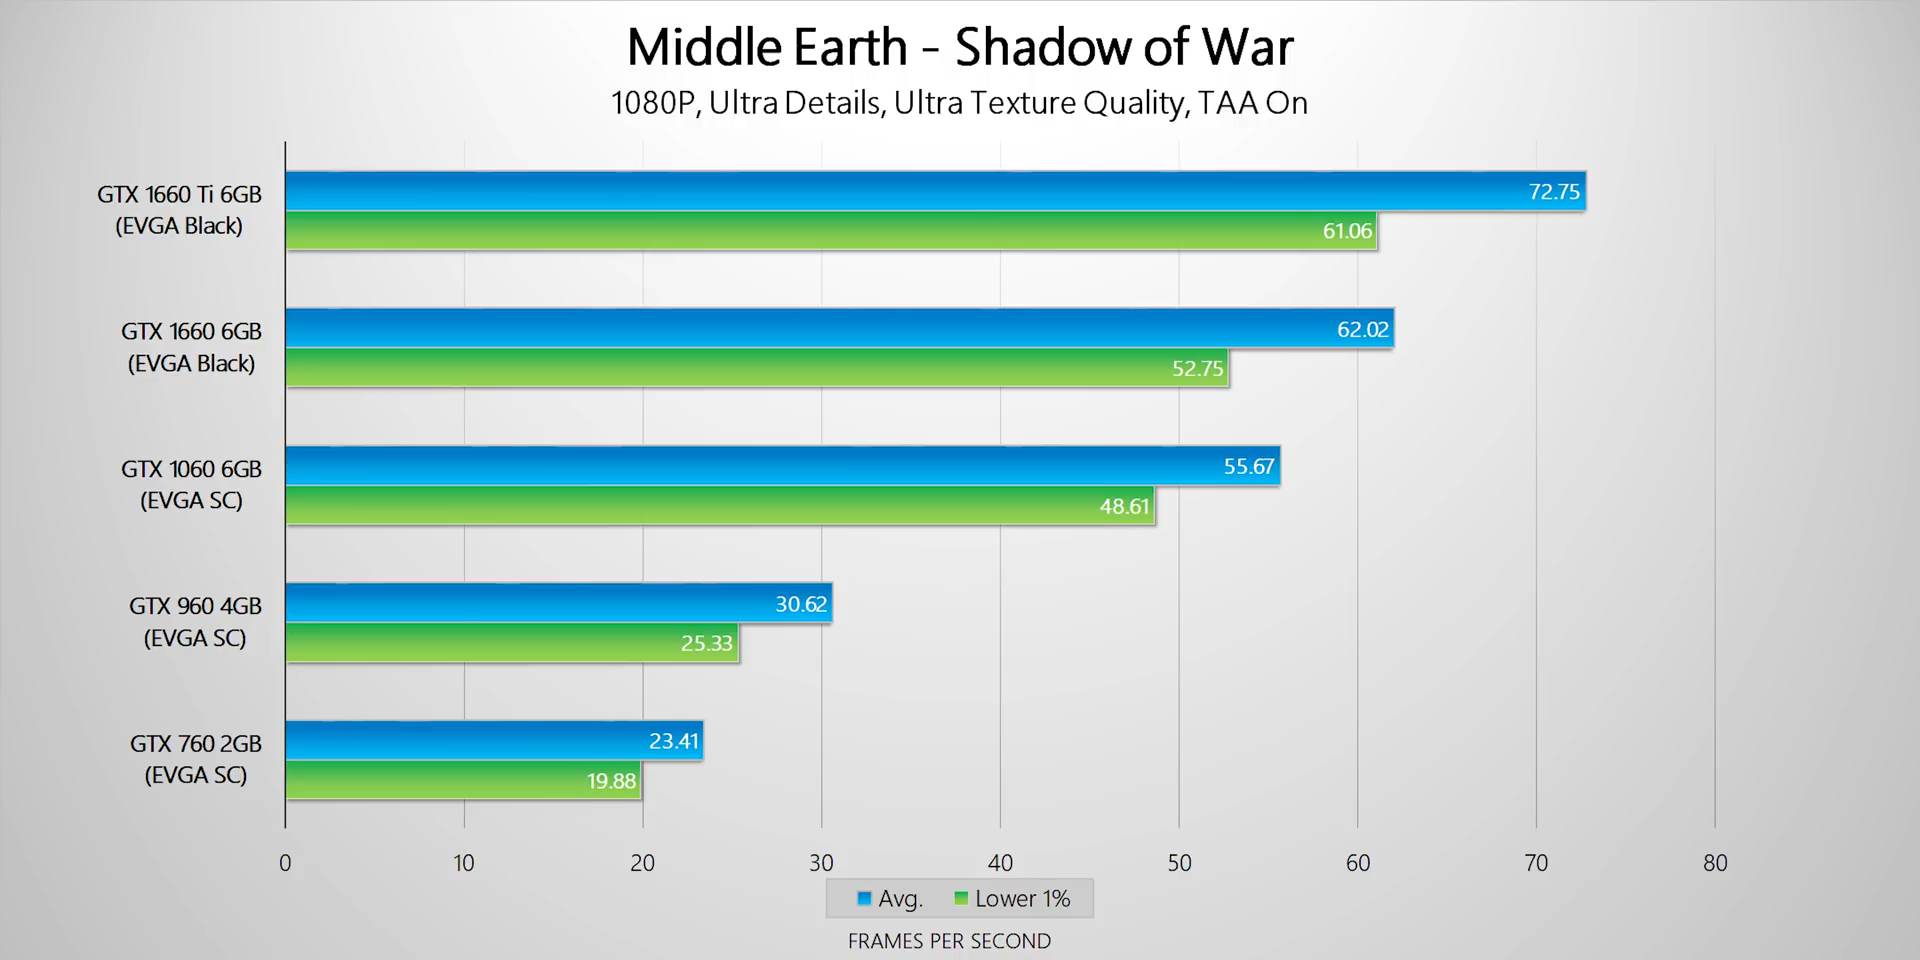 Middle Earth - Shadow of War
1080P, Ultra Details, Ultra Texture Quality, TAA On
GTX 1660 Ti 6GB
(EVGA Black)
72.75
61.06
GTX 1660 6GB
(EVGA Black)
62.02
52.75
GTX 1060 6GB
(EVGA SC)
55.67
48.61
GTX 960 4GB
(EVGA SC)
30.62
25.33
GTX 760 2GB
(EVGA SC)
23.41
19.88
0 10 20 30 40 50 60 70 80
Avg. Lower 1%
FRAMES PER SECOND